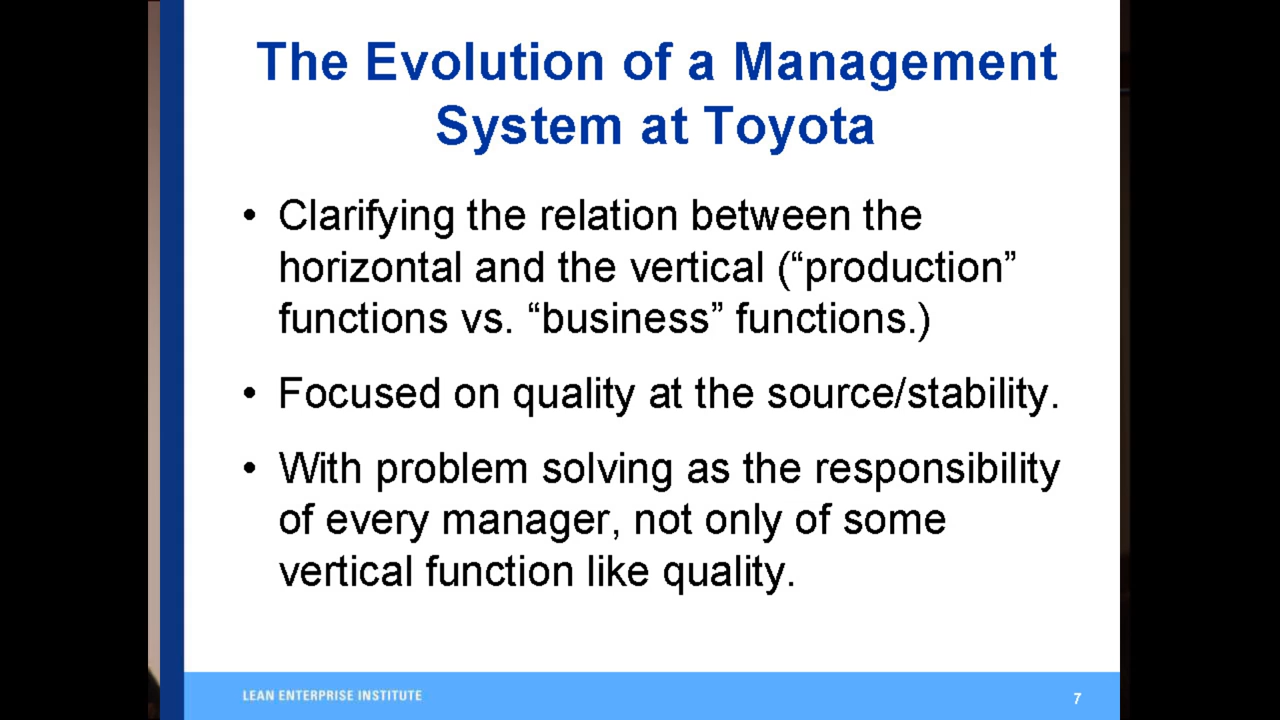 The Evolution of a Management
System at Toyota
• Clarifying the relation between the
horizontal and the vertical (“production”
functions vs. “business” functions.)
• Focused on quality at the source/stability.
• With problem solving as the responsibility
of every manager, not only of some
vertical function like quality.
LEAN ENTERPRISE INSTITUTE
7